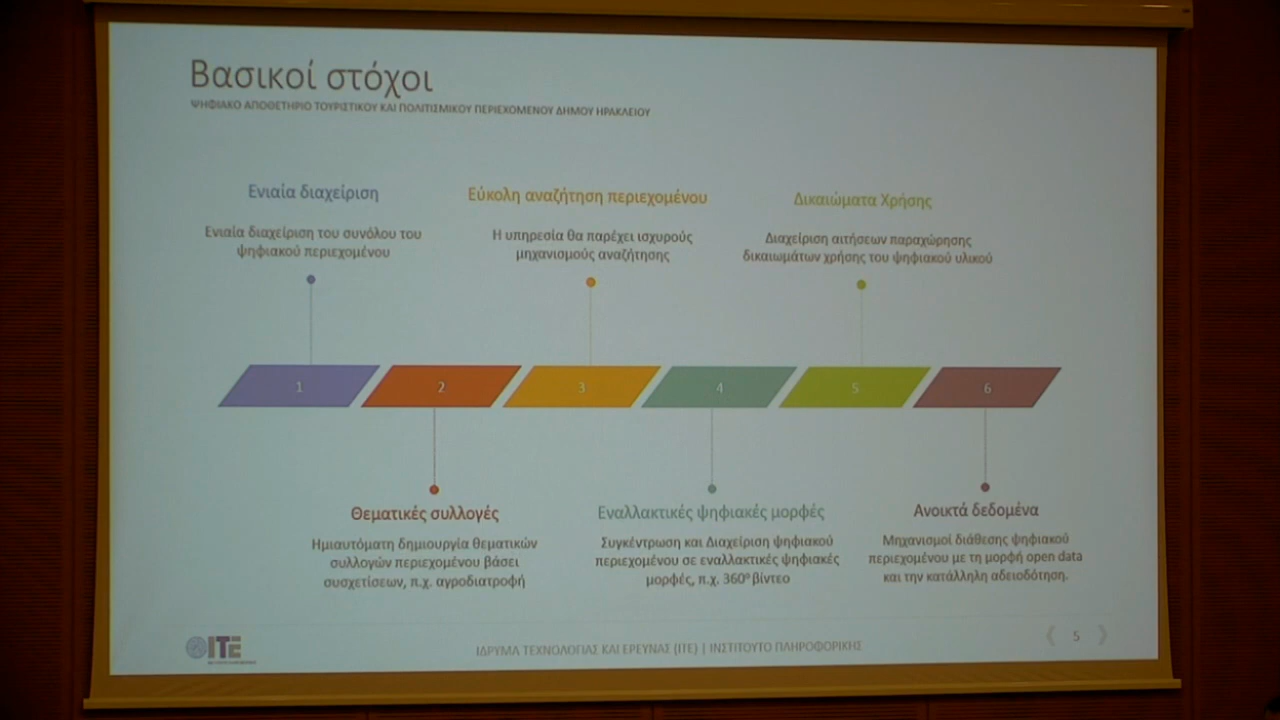 Βασικοί στόχοι
ΨΗΦΙΑΚΟ ΑΠΟΘΕΤΗΡΙΟ ΤΟΥΡΙΣΤΙΚΟΥ ΚΑΙ ΠΟΛΙΤΙΣΜΙΚΟΥ ΠΕΡΙΕΧΟΜΕΝΟΥ ΔΗΜΟΥ ΗΡΑΚΛΕΙΟΥ
Ενιαία διαχείριση
Ενιαία διαχείριση του συνόλου του
ψηφιακού περιεχομένου
Εύκολη αναζήτηση περιεχομένου
Η υπηρεσία θα παρέχει ισχυρούς
μηχανισμούς αναζήτησης
Δικαιώματα Χρήσης
Διαχείριση αιτήσεων παραχώρησης
δικαιωμάτων χρήσης του ψηφιακού υλικού
1
2
3
4
5
6
Θεματικές συλλογές
Ημιαυτόματη δημιουργία θεματικών
συλλογών περιεχομένου βάσει
συσχετίσεων, π.χ. αγροδιατροφή
Εναλλακτικές ψηφιακές μορφές
Συγκέντρωση και Διαχείριση ψηφιακού
περιεχομένου σε εναλλακτικές ψηφιακές
μορφές, π.χ. 360º βίντεο
Ανοικτά δεδομένα
Μηχανισμοί διάθεσης ψηφιακού
περιεχομένου με τη μορφή open data
και την κατάλληλη αδειοδότηση.
ΙΤΕ
ΙΔΡΥΜΑ ΤΕΧΝΟΛΟΓΙΑΣ ΚΑΙ ΕΡΕΥΝΑΣ (ΙΤΕ) | ΙΝΣΤΙΤΟΥΤΟ ΠΛΗΡΟΦΟΡΙΚΗΣ
5